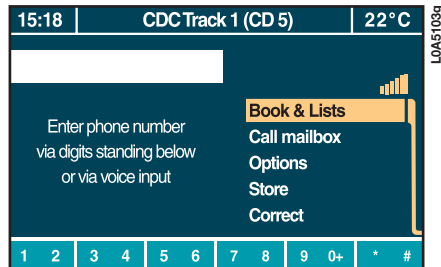 15:18 CDC Track 1 (CD 5) 22°C
Enter phone number
via digits standing below
or via voice input
Book & Lists
Call mailbox
Options
Store
Correct
1 2 3 4 5 6 7 8 9 0+ * #
L0A5103g